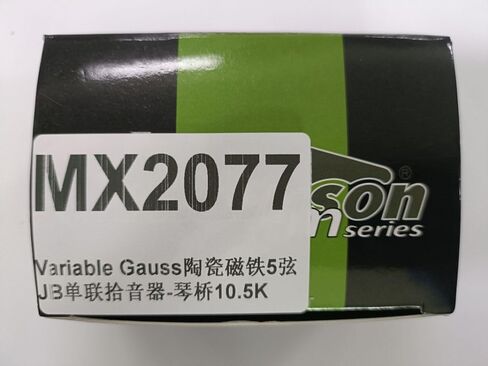 MX2077
Variable Gauss陶瓷磁铁5弦
JB单联拾音器-琴桥10.5K
son
®
m
series